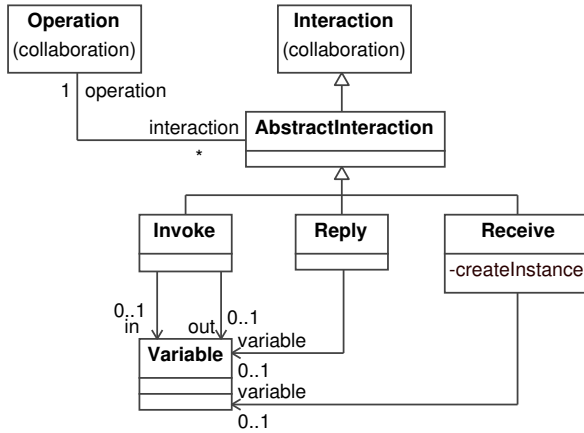 Operation
(collaboration)
Interaction
(collaboration)
1 operation
interaction
*
AbstractInteraction
Invoke
Reply
Receive
-createInstance
0..1
in
out
0..1
variable
0..1
Variable
variable
0..1